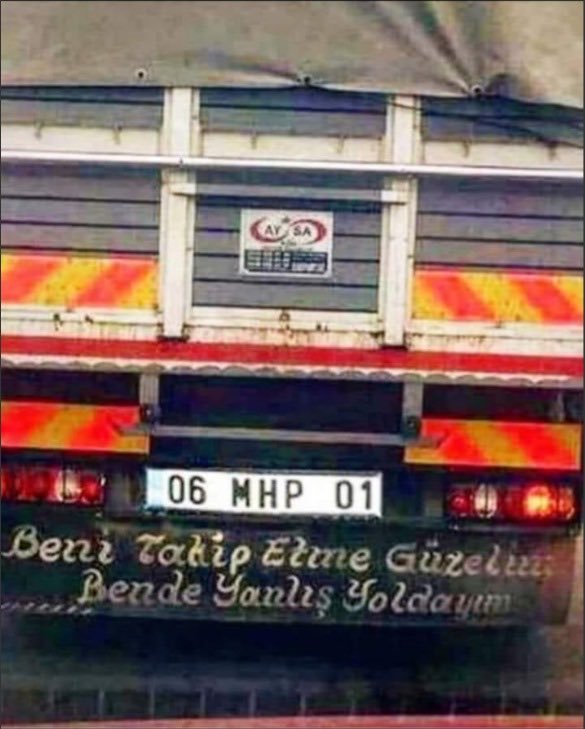 AY SA
06 MHP 01
Beni Takip Etme Güzelim
Bende Yanlış Yoldayım